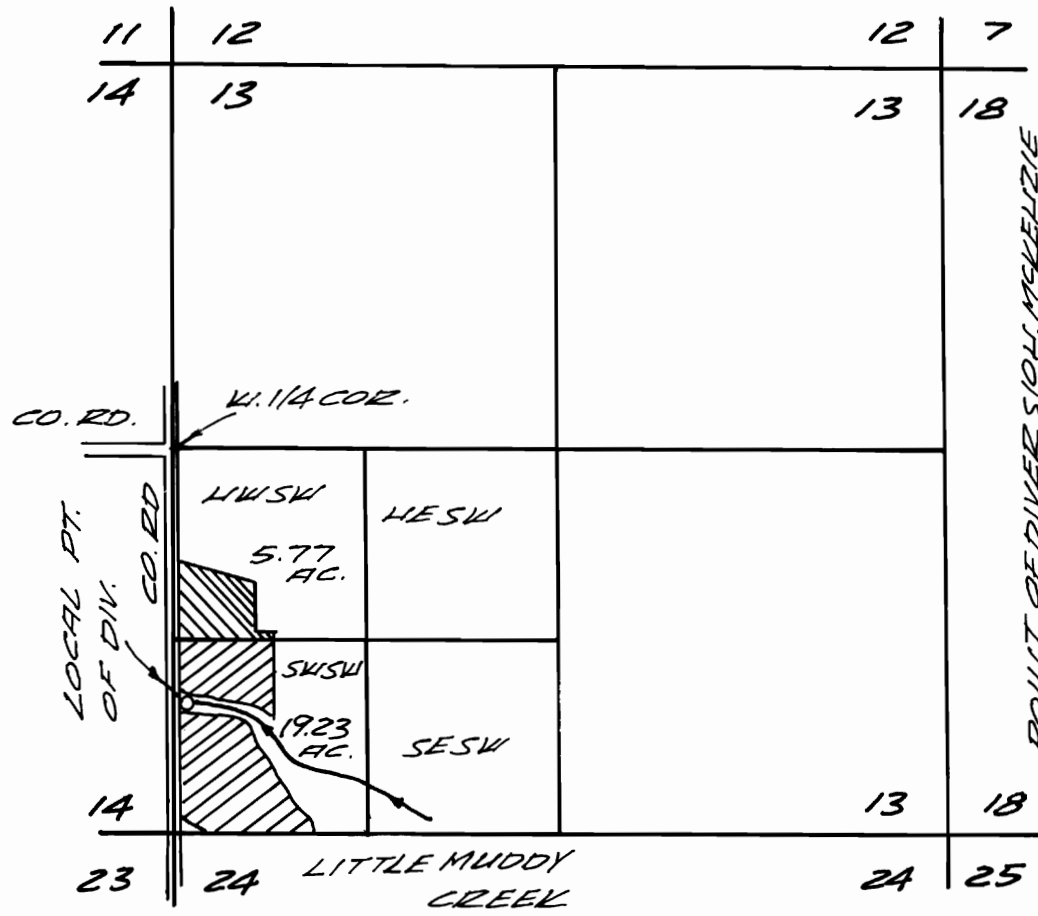 11 12 12 7
14 13 13 18
W. 1/4 COR.
CO. RD.
NWSW
NESW
5.77
AC.
CO. RD
LOCAL PT.
OF DIV.
SWSW
19.23
AC.
SESW
14 13 18
23 24 24 25
LITTLE MUDDY
CREEK
POINT OF DIVERSION, MCKENZIE